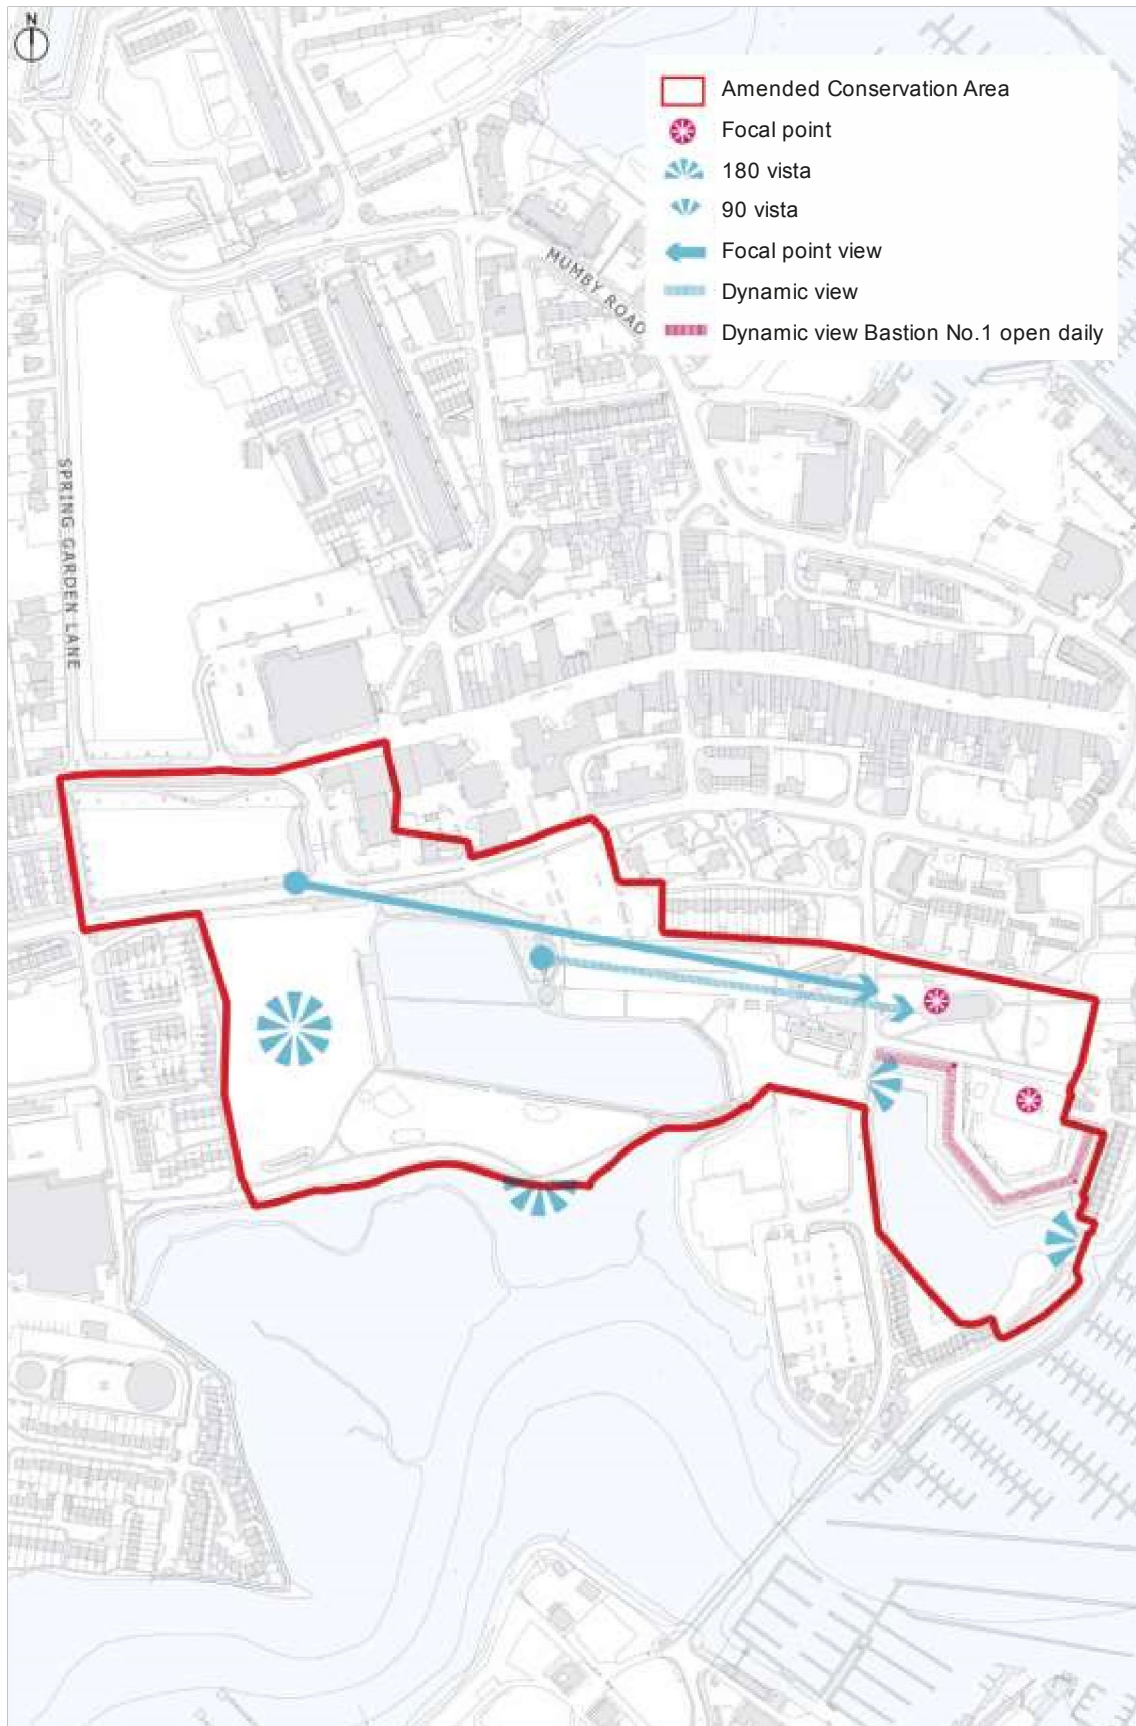 N
Amended Conservation Area
Focal point
180 vista
90 vista
Focal point view
Dynamic view
Dynamic view Bastion No.1 open daily
MUMBY ROAD
SPRING GARDEN LANE